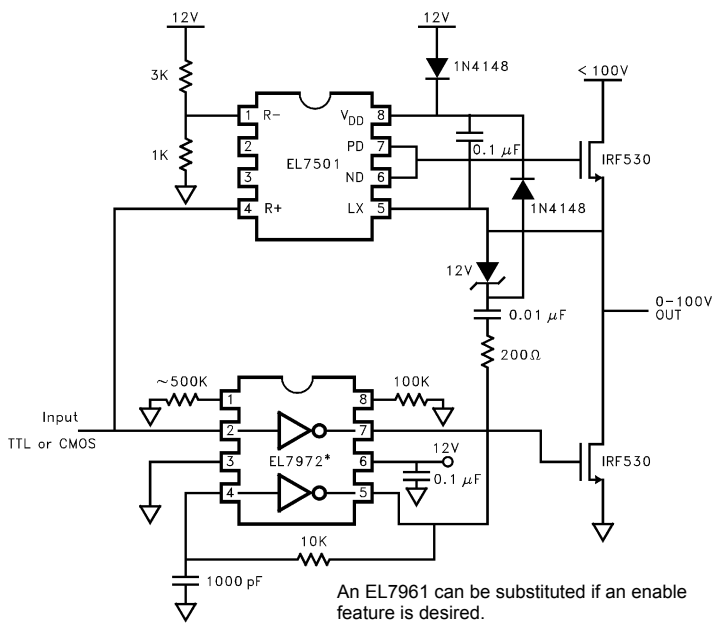 12V
12V
3K
1N4148
< 100V
1 R- VDD 8
1K
2 PD 7
0.1 μF
IRF530
EL7501
3 ND 6
4 R+ LX 5
1N4148
12V
0-100V
OUT
0.01 μF
200Ω
~500K
100K
1 8
Input
TTL or CMOS
2 7
12V
IRF530
3 EL7972* 6
0.1 μF
4 5
10K
1000 pF
An EL7961 can be substituted if an enable
feature is desired.